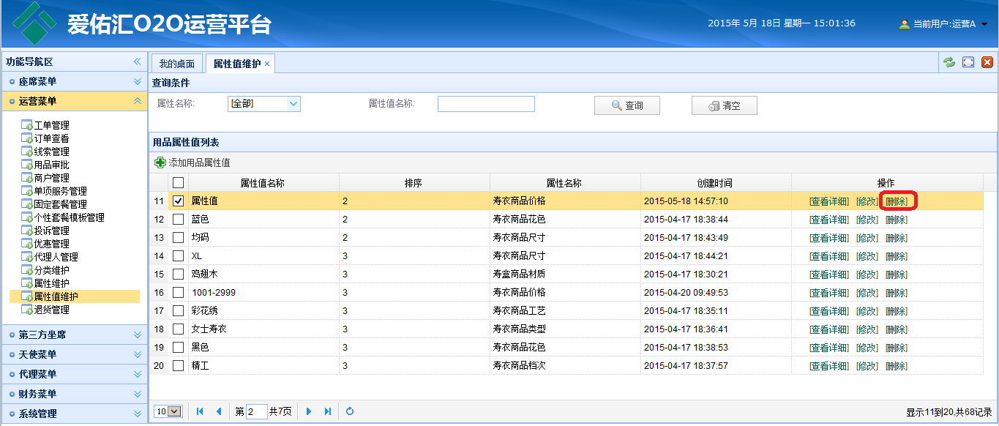 爱佑汇O2O运营平台
2015年 5月 18日 星期一 15:01:36
当前用户:运营A
功能导航区
座席菜单
运营菜单
工单管理
订单查看
线索管理
用品审批
商户管理
单项服务管理
固定套餐管理
个性套餐模板管理
投诉管理
优惠管理
代理人管理
分类维护
属性维护
属性值维护
退货管理
第三方坐席
天使菜单
代理菜单
财务菜单
系统管理
我的桌面 属性值维护 ×
查询条件
属性名称: [全部] 属性值名称: 查询 清空
用品属性值列表
添加用品属性值
属性值名称 排序 属性名称 创建时间 操作
11 属性值 2 寿衣商品价格 2015-05-18 14:57:10 [查看详细] [修改] [删除]
12 蓝色 2 寿衣商品花色 2015-04-17 18:38:44 [查看详细] [修改] [删除]
13 均码 2 寿衣商品尺寸 2015-04-17 18:43:49 [查看详细] [修改] [删除]
14 XL 3 寿衣商品尺寸 2015-04-17 18:44:21 [查看详细] [修改] [删除]
15 鸡翅木 3 寿盒商品材质 2015-04-17 18:30:21 [查看详细] [修改] [删除]
16 1001-2999 3 寿衣商品价格 2015-04-20 09:49:53 [查看详细] [修改] [删除]
17 彩花绣 3 寿衣商品工艺 2015-04-17 18:35:11 [查看详细] [修改] [删除]
18 女士寿衣 3 寿衣商品类型 2015-04-17 18:36:41 [查看详细] [修改] [删除]
19 黑色 3 寿衣商品花色 2015-04-17 18:38:53 [查看详细] [修改] [删除]
20 精工 3 寿衣商品档次 2015-04-17 18:37:57 [查看详细] [修改] [删除]
10 第 2 共7页 显示11到20,共68记录